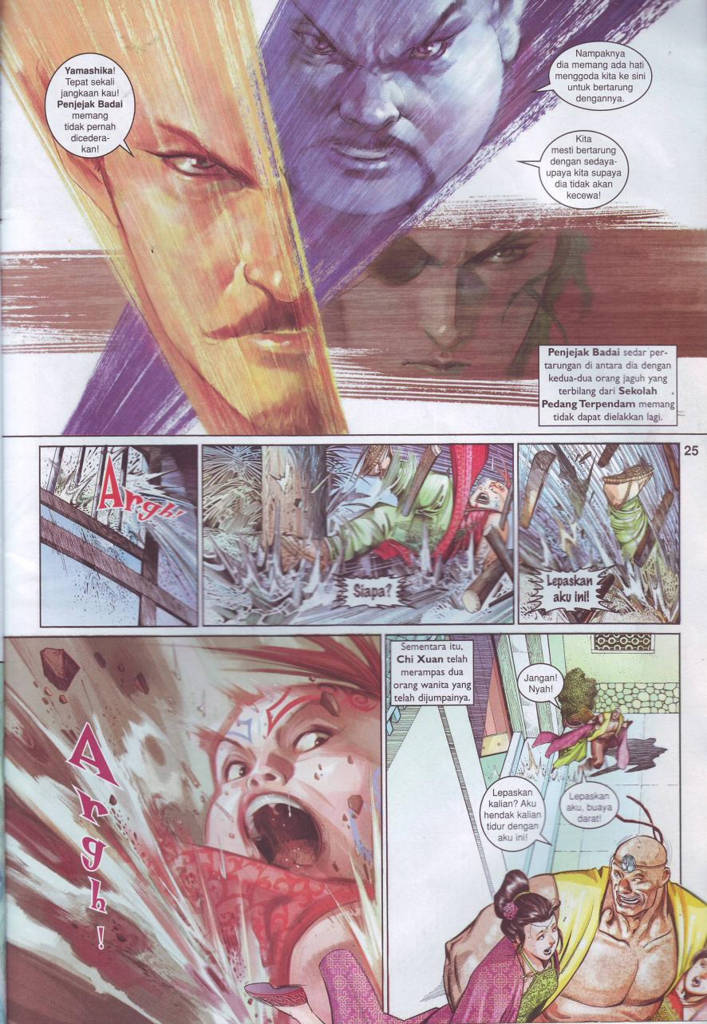 Yamashika!
Tepat sekali
jangkaan kau!
Penjejak Badai
memang
tidak pernah
dicedera-
kan!
Nampaknya
dia memang ada hati
menggoda kita ke sini
untuk bertarung
dengannya.
Kita
mesti bertarung
dengan sedaya-
upaya kita supaya
dia tidak akan
kecewa!
Penjejak Badai sedar per-
tarungan di antara dia dengan
kedua-dua orang jaguh yang
terbilang dari Sekolah
Pedang Terpendam memang
tidak dapat dielakkan lagi.
25
Argh!
Siapa?
Lepaskan
aku ini!
Argh!
Sementara itu,
Chi Xuan telah
merampas dua
orang wanita yang
telah dijumpainya.
Jangan!
Nyah!
Lepaskan
kalian? Aku
hendak kalian
tidur dengan
aku ini!
Lepaskan
aku, buaya
darat!